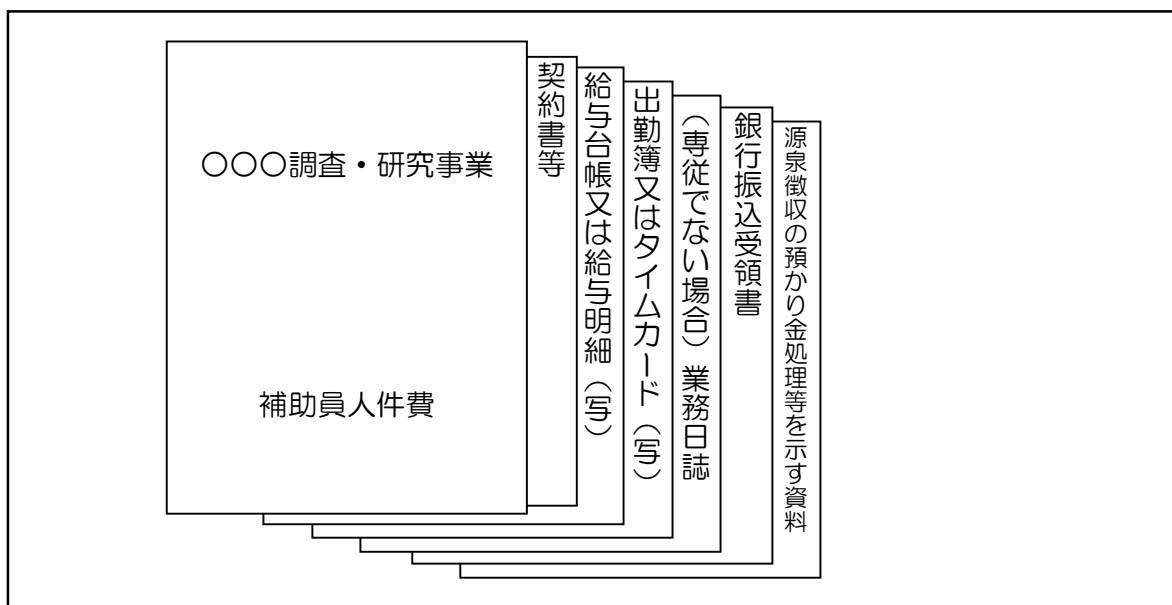 〇〇〇調査・研究事業
補助員人件費
契約書等
給与台帳又は給与明細（写）
出勤簿又はタイムカード（写）
（専従でない場合）業務日誌
銀行振込受領書
源泉徴収の預かり金処理等を示す資料